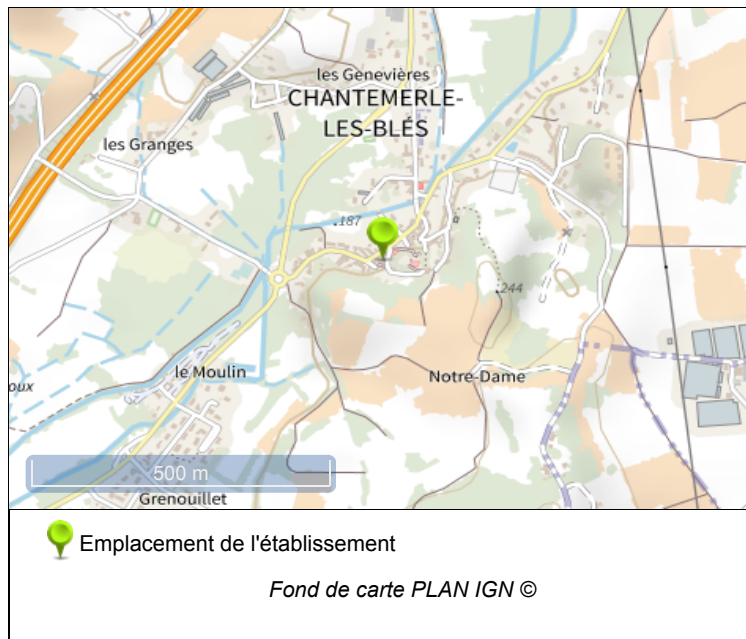 les Genevières
CHANTEMERLE-
LES-BLÉS
les Granges
.187
.244
le Moulin
Notre-Dame
oux
500 m
Grenouillet
Emplacement de l'établissement
Fond de carte PLAN IGN ©